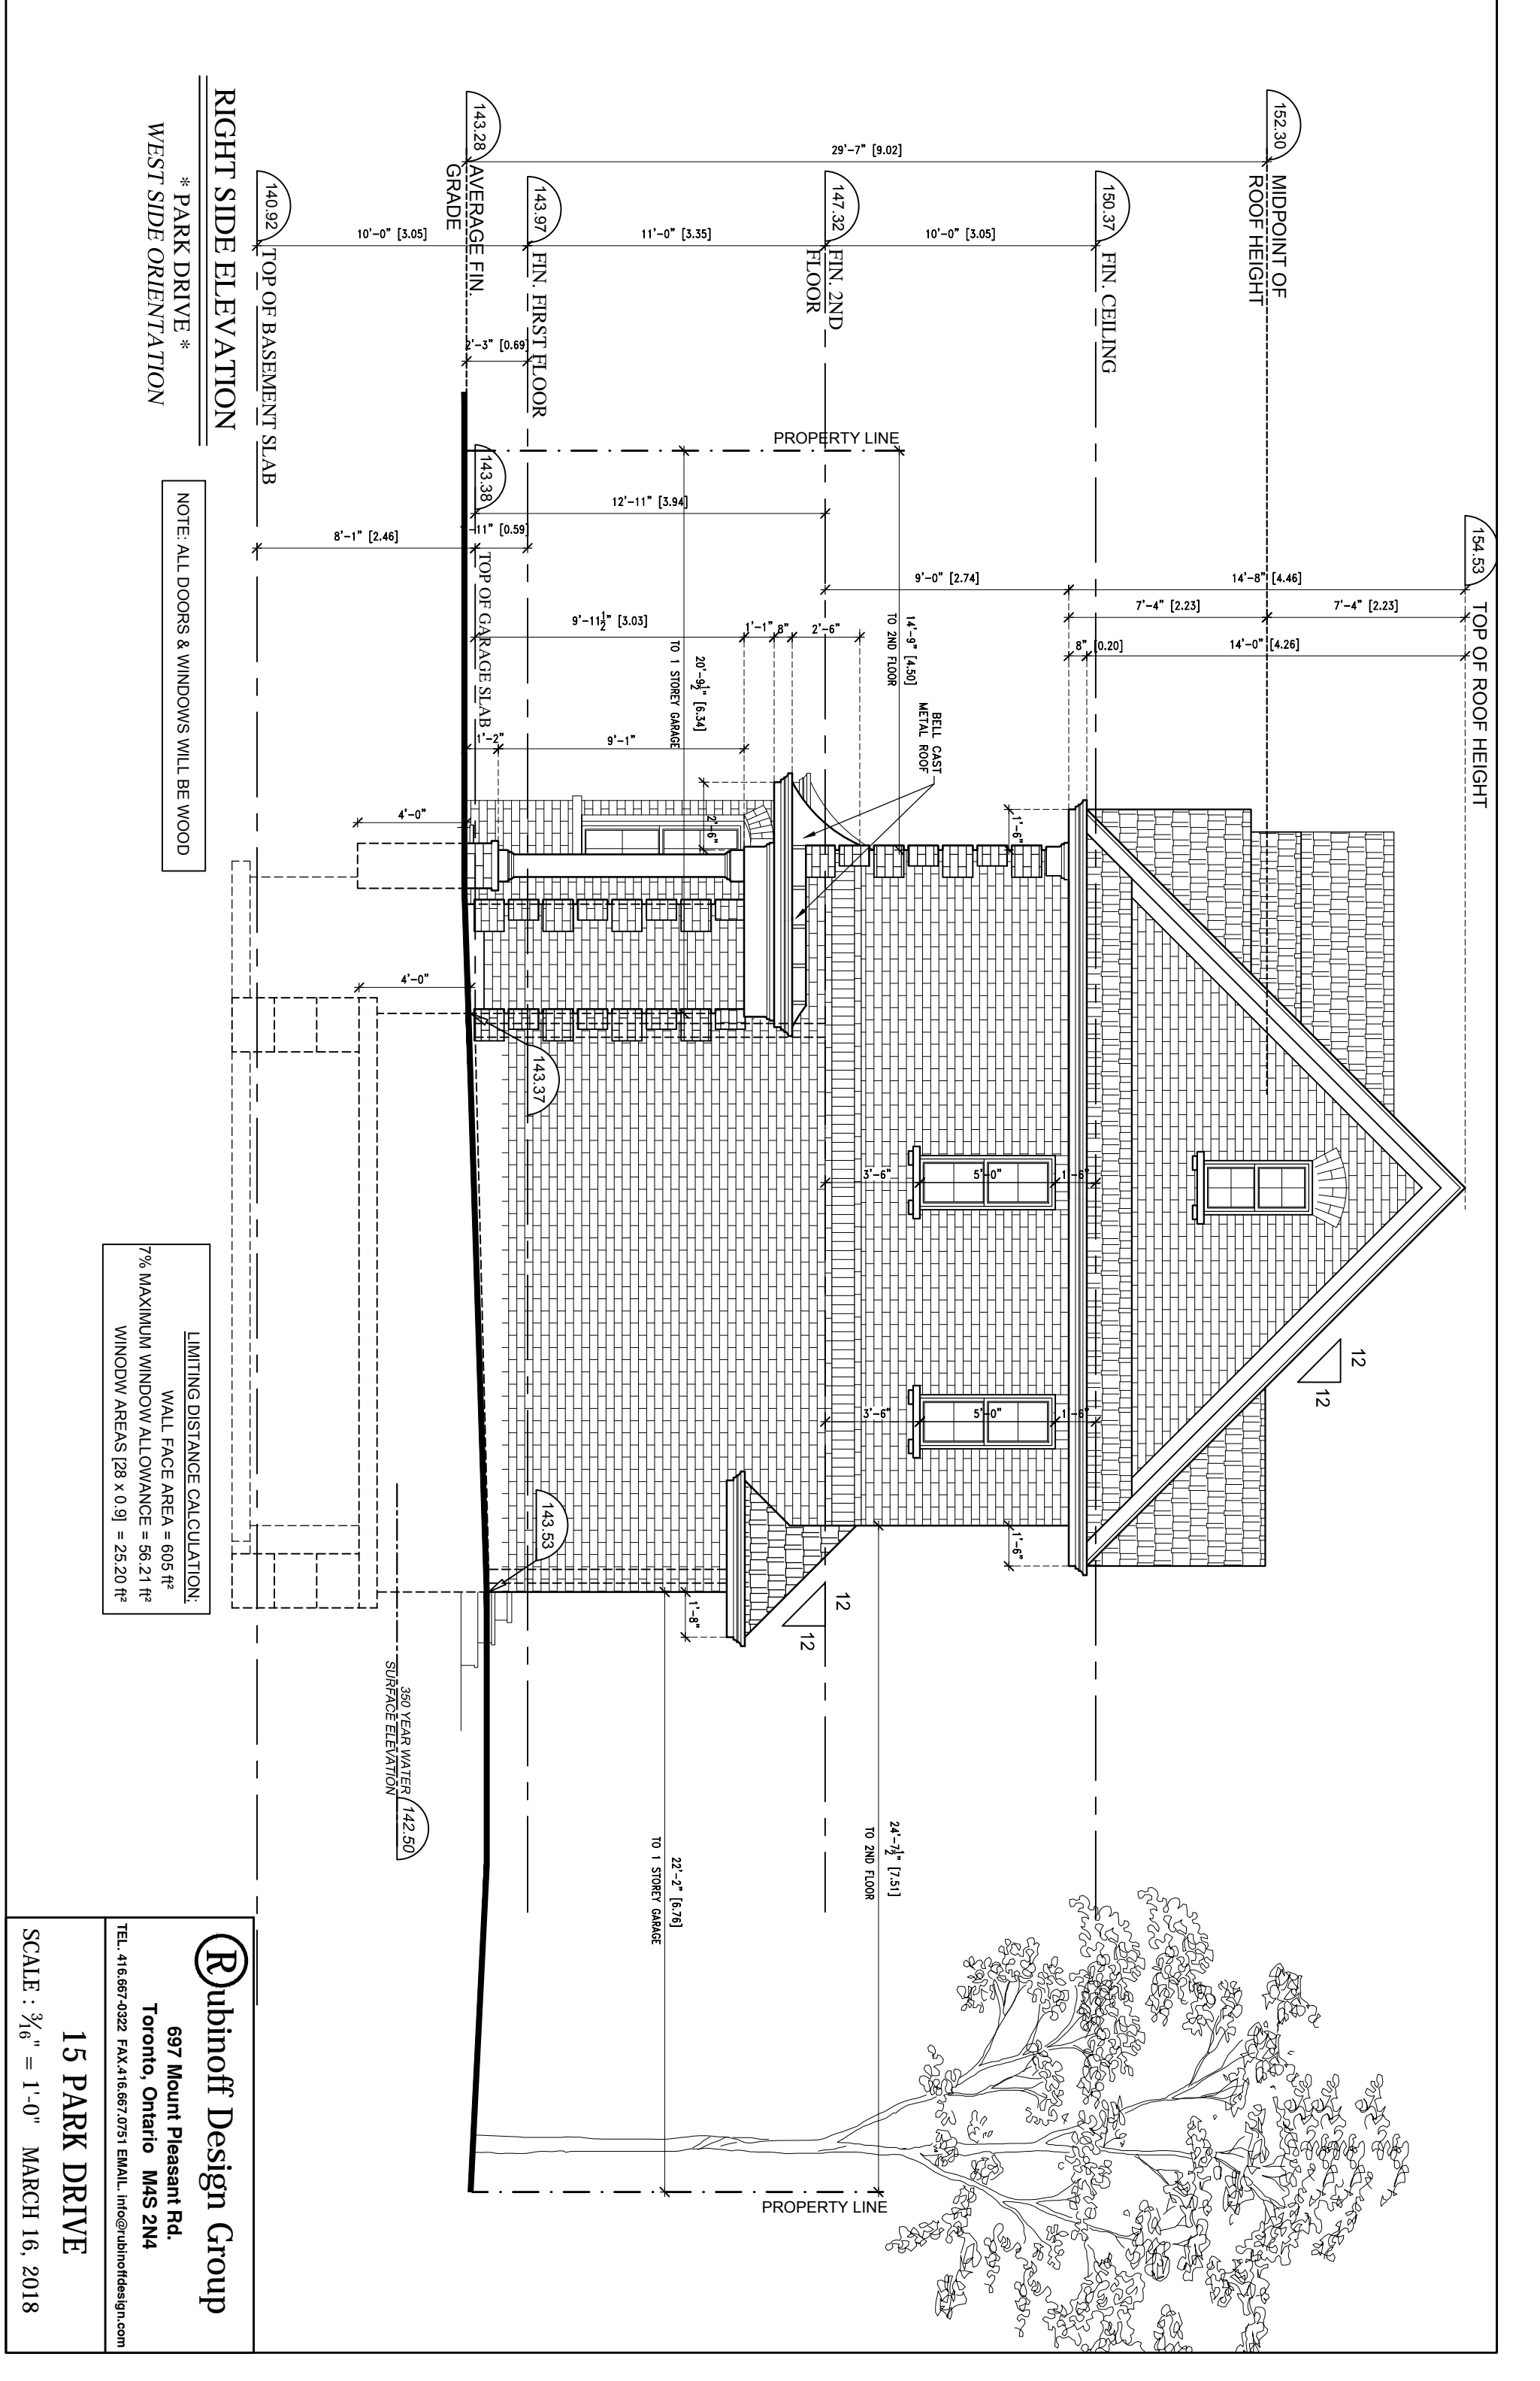 154.53
TOP OF ROOF HEIGHT
152.30
MIDPOINT OF
ROOF HEIGHT
150.37
FIN. CEILING
147.32
FIN. 2ND
FLOOR
143.97
FIN. FIRST FLOOR
143.28
AVERAGE FIN.
GRADE
140.92
TOP OF BASEMENT SLAB
29'-7" [9.02]
10'-0" [3.05]
11'-0" [3.35]
10'-0" [3.05]
2'-3" [0.69]
PROPERTY LINE
143.38
TOP OF GARAGE SLAB
12'-11" [3.94]
-11" [0.59]
8'-1" [2.46]
14'-8" [4.46]
9'-0" [2.74]
7'-4" [2.23]
7'-4" [2.23]
14'-0" [4.26]
8" [0.20]
14'-9" [4.50]
TO 2ND FLOOR
20'-9½" [6.34]
TO 1 STOREY GARAGE
9'-11½" [3.03]
1'-1"
8"
2'-6"
1'-2"
9'-1"
BELL CAST
METAL ROOF
2'-6"
1'-6"
4'-0"
4'-0"
143.37
3'-6"
5'-0"
1'-6"
3'-6"
5'-0"
1'-6"
12
12
1'-6"
143.53
12
12
1'-8"
24'-7½" [7.51]
TO 2ND FLOOR
22'-2" [6.76]
TO 1 STOREY GARAGE
350 YEAR WATER
SURFACE ELEVATION
142.50
PROPERTY LINE
RIGHT SIDE ELEVATION
* PARK DRIVE *
WEST SIDE ORIENTATION
NOTE: ALL DOORS & WINDOWS WILL BE WOOD
LIMITING DISTANCE CALCULATION:
WALL FACE AREA = 605 ft²
7% MAXIMUM WINDOW ALLOWANCE = 56.21 ft²
WINODW AREAS [28 x 0.9] = 25.20 ft²
Rubinoff Design Group
697 Mount Pleasant Rd.
Toronto, Ontario M4S 2N4
TEL. 416.667-0322 FAX.416.667.0751 EMAIL. info@rubinoffdesign.com
15 PARK DRIVE
SCALE : 3/16" = 1'-0" MARCH 16, 2018